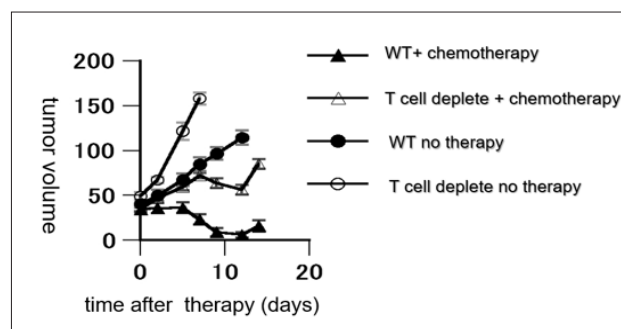 200
150
100
50
0
0 10 20
tumor volume
time after therapy (days)
WT+ chemotherapy
T cell deplete + chemotherapy
WT no therapy
T cell deplete no therapy